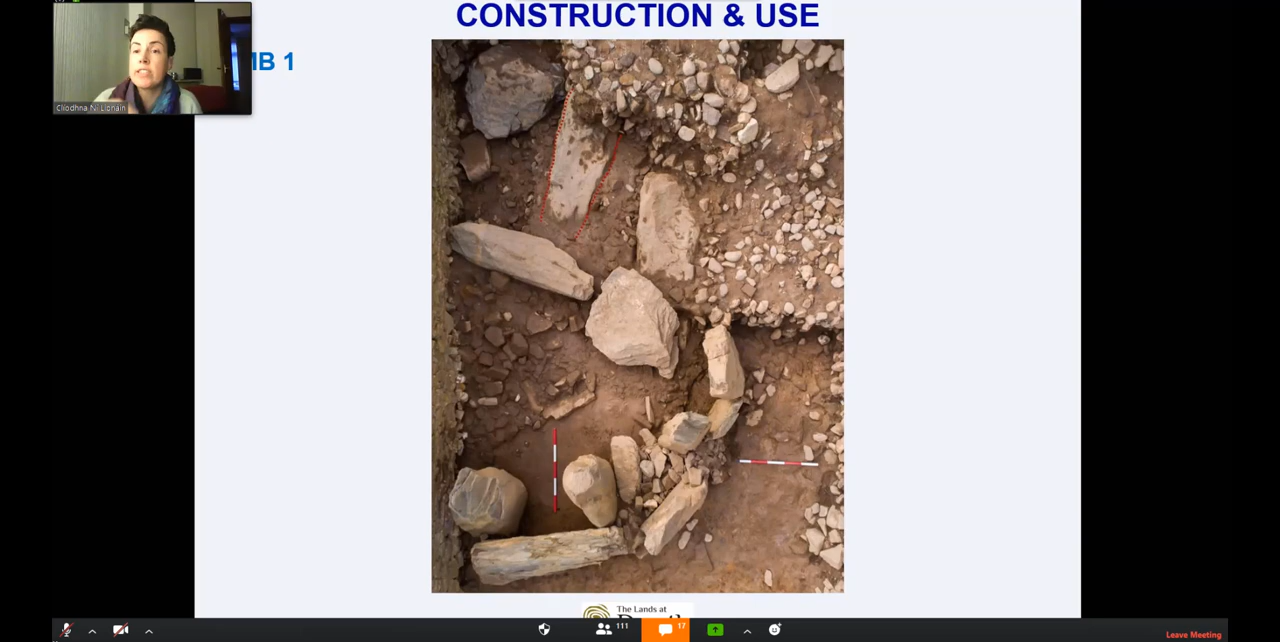 CONSTRUCTION & USE
MB 1
Clíodhna Ní Lionáin
The Lands at
111
17
Leave Meeting